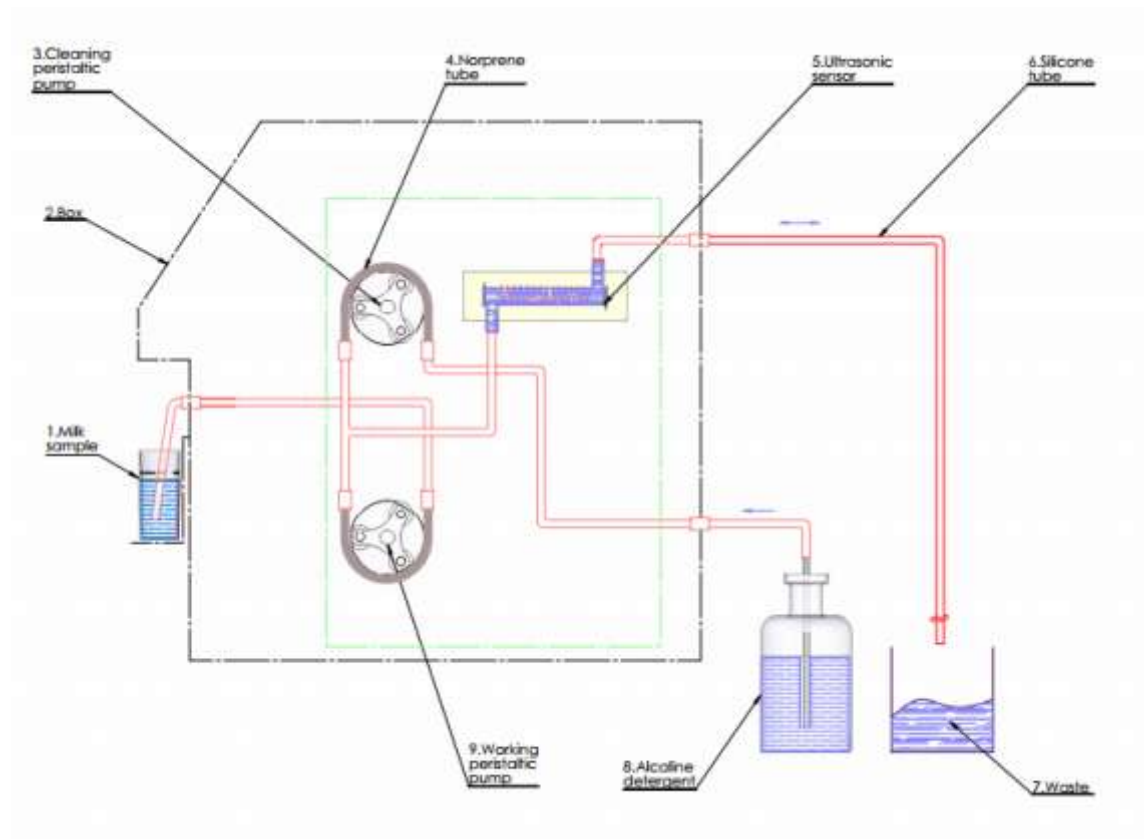 3.Cleaning
peristaltic
pump
4.Norprene
tube
5.Ultrasonic
sensor
6.Silicone
tube
2.Box
1.Milk
sample
9.Working
peristaltic
pump
8.Alcaline
detergent
7.Waste